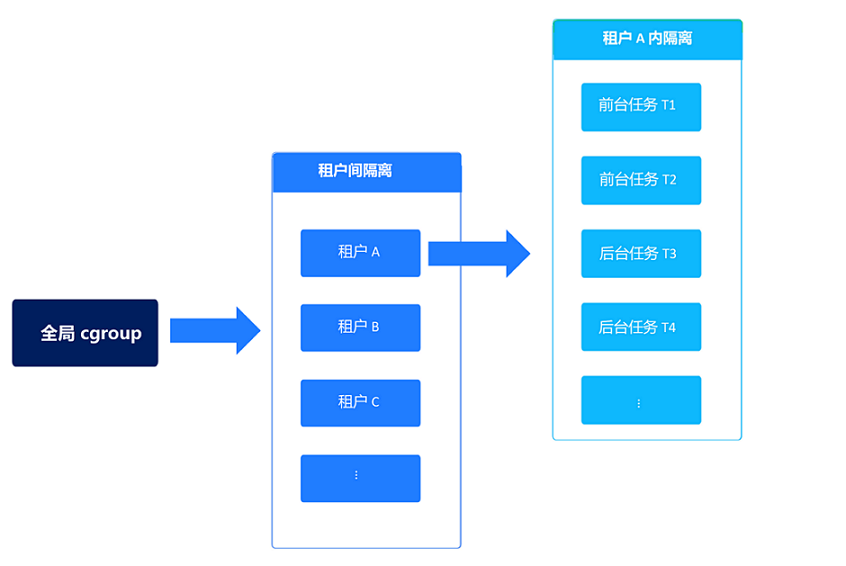 全局 cgroup
租户间隔离
租户 A
租户 B
租户 C
⋮
租户 A 内隔离
前台任务 T1
前台任务 T2
后台任务 T3
后台任务 T4
⋮